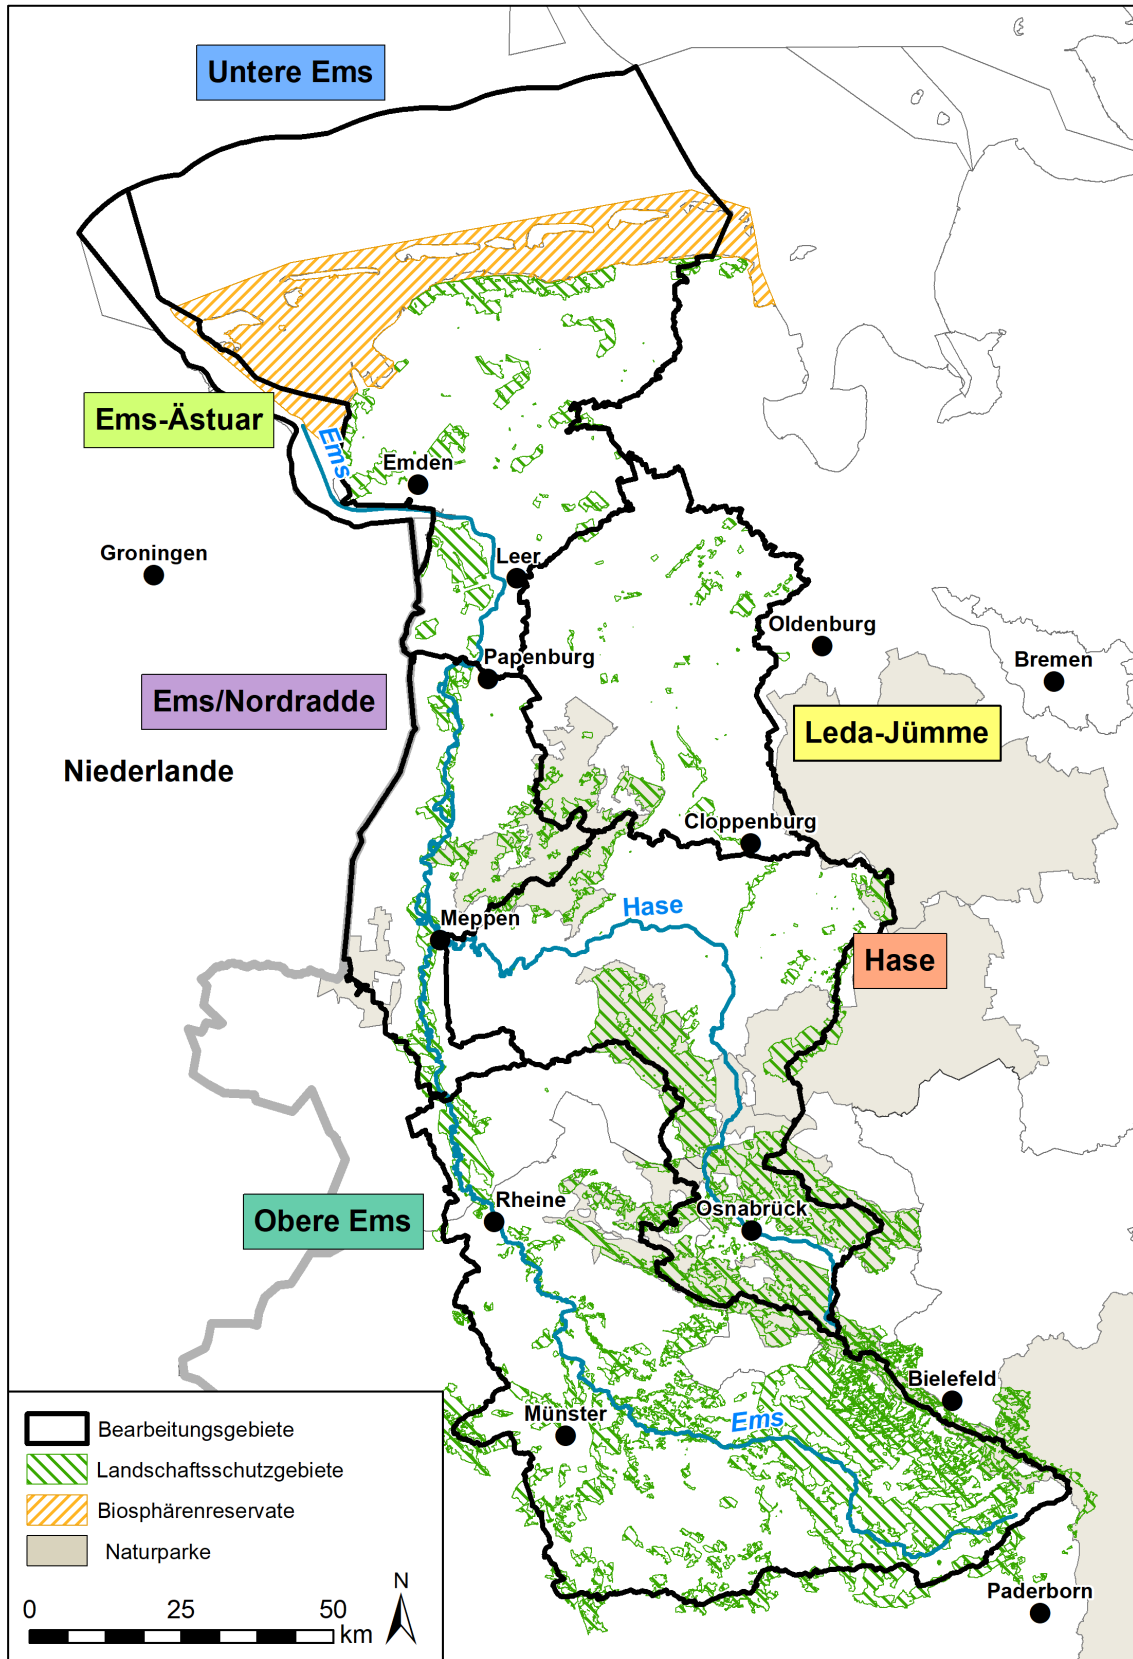 Untere Ems
Ems-Ästuar
Ems
Emden
Groningen
Leer
Oldenburg
Bremen
Papenburg
Ems/Nordradde
Leda-Jümme
Niederlande
Cloppenburg
Meppen
Hase
Hase
Rheine
Osnabrück
Obere Ems
Bielefeld
Münster
Ems
Paderborn
Bearbeitungsgebiete
Landschaftsschutzgebiete
Biosphärenreservate
Naturparke
N
0 25 50
km